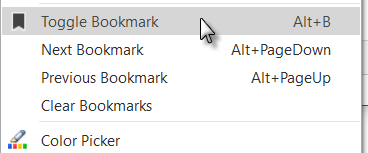 Toggle Bookmark Alt+B
Next Bookmark Alt+PageDown
Previous Bookmark Alt+PageUp
Clear Bookmarks
Color Picker